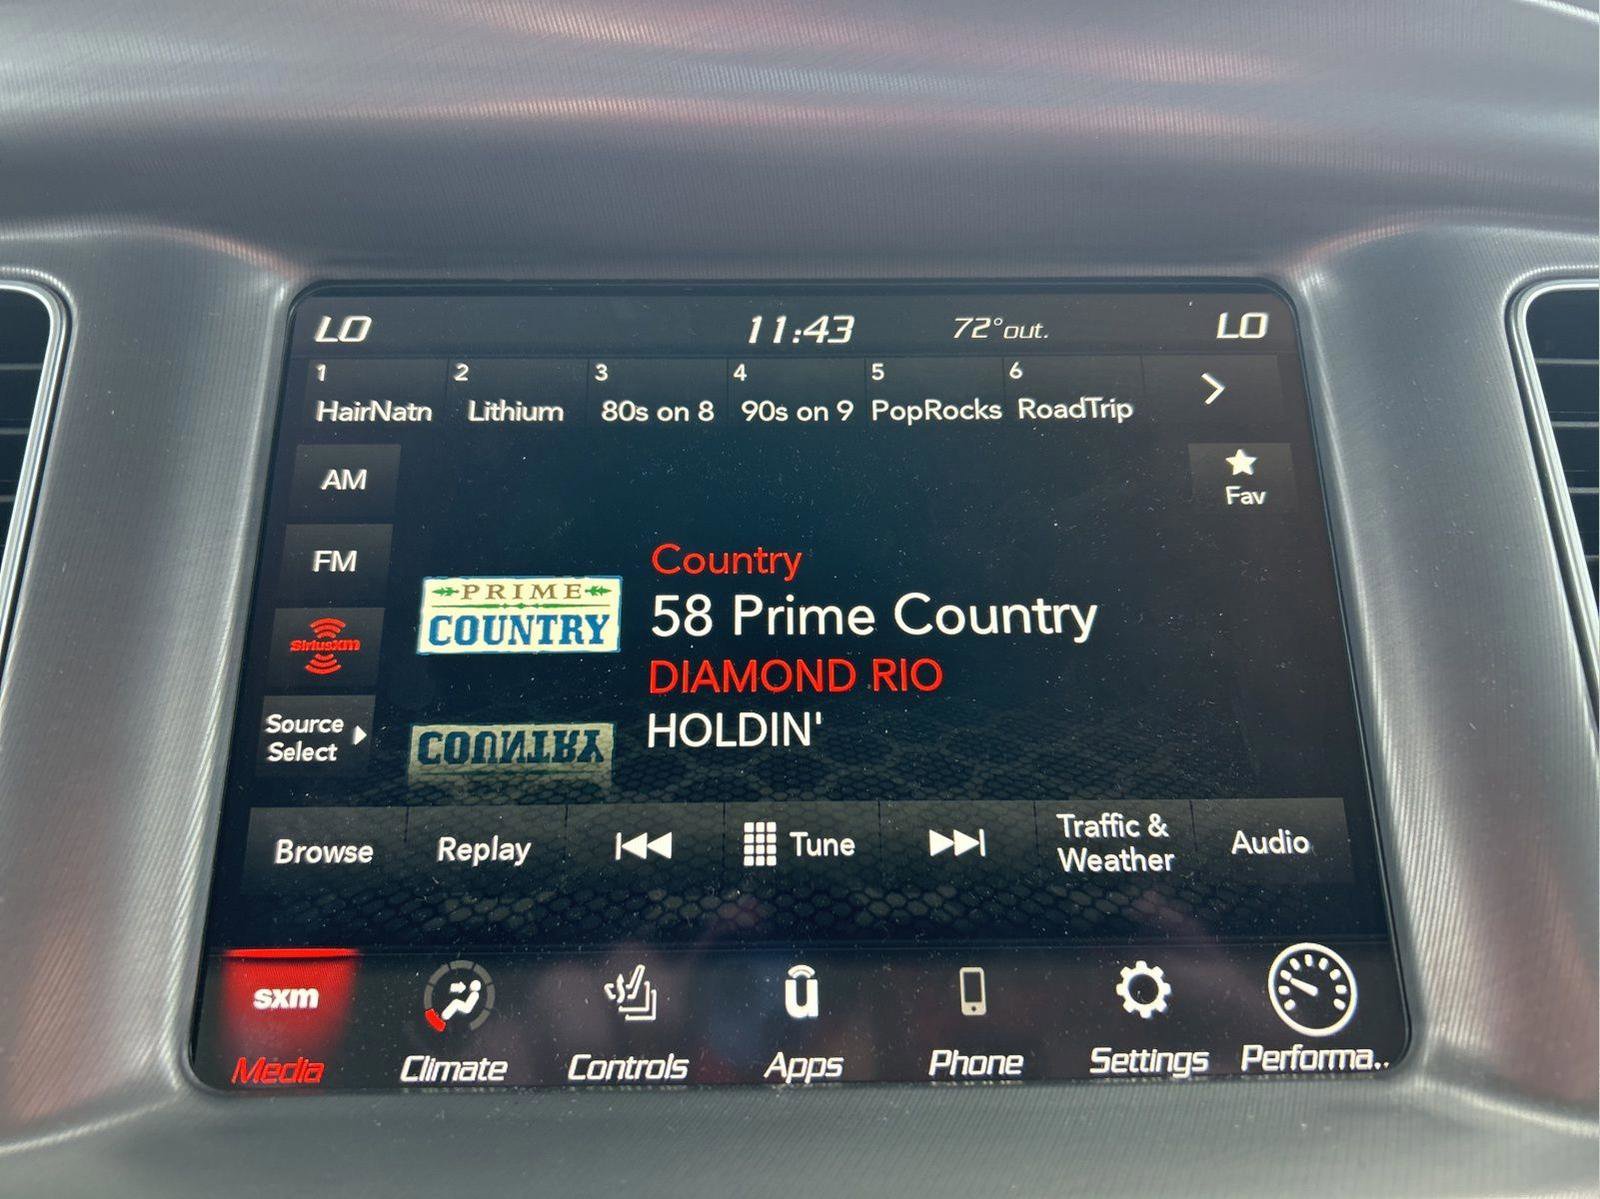 LO 11:43 72°out. LO
1 2 3 4 5 6
HairNatn Lithium 80s on 8 90s on 9 PopRocks RoadTrip
AM
Fav
FM
Country
PRIME
COUNTRY
58 Prime Country
SiriusXm
DIAMOND RIO
Source
Select
HOLDIN'
COUNTRY
Browse Replay Tune Traffic &
Weather Audio
sxm
Media Climate Controls Apps Phone Settings Performa..